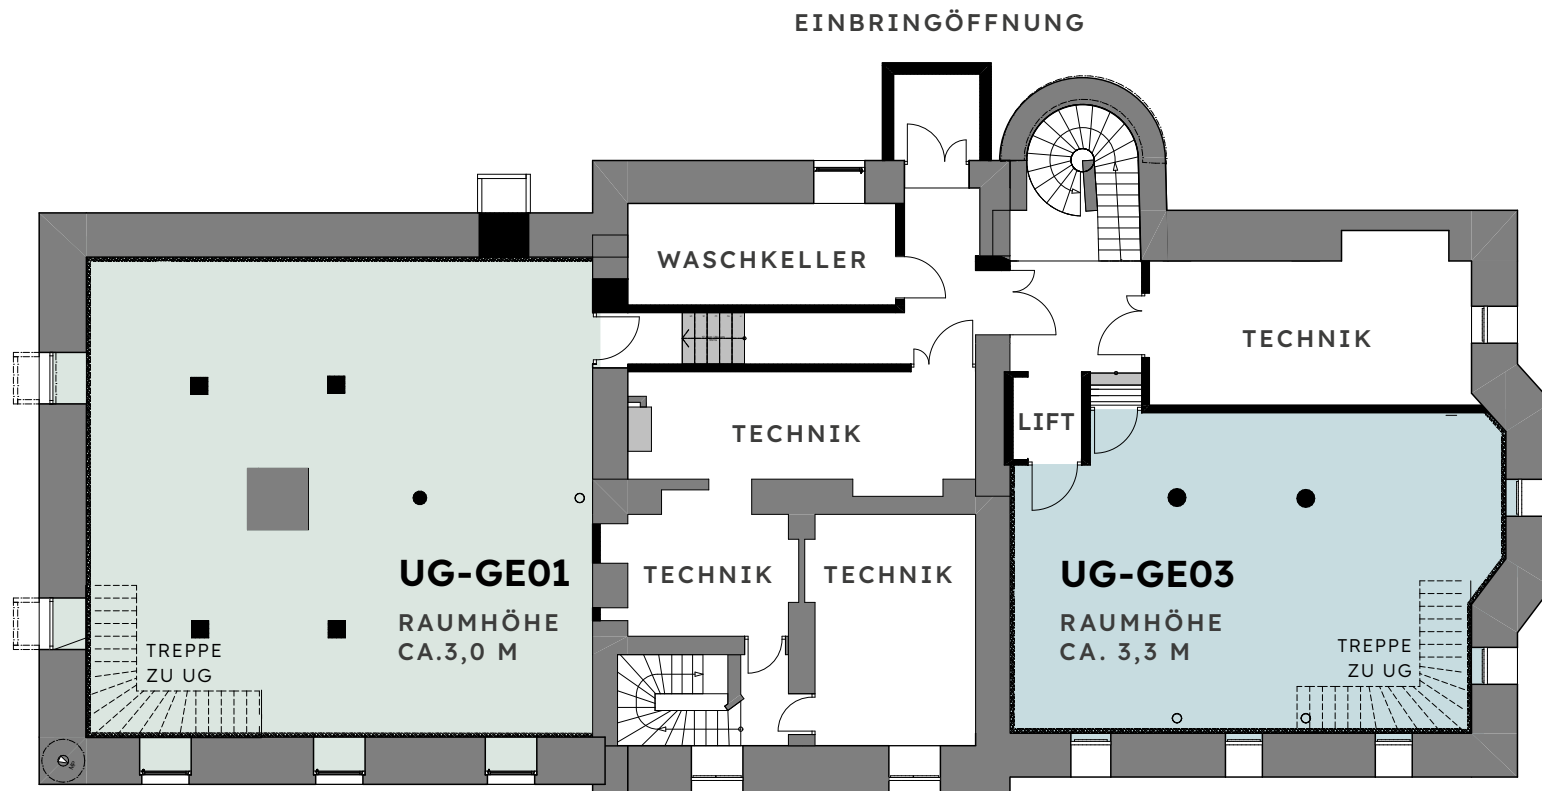 EINBRINGÖFFNUNG
WASCHKELLER
TECHNIK
TECHNIK
LIFT
UG-GE01
RAUMHÖHE
CA.3,0 M
TREPPE
ZU UG
TECHNIK
TECHNIK
UG-GE03
RAUMHÖHE
CA. 3,3 M
TREPPE
ZU UG